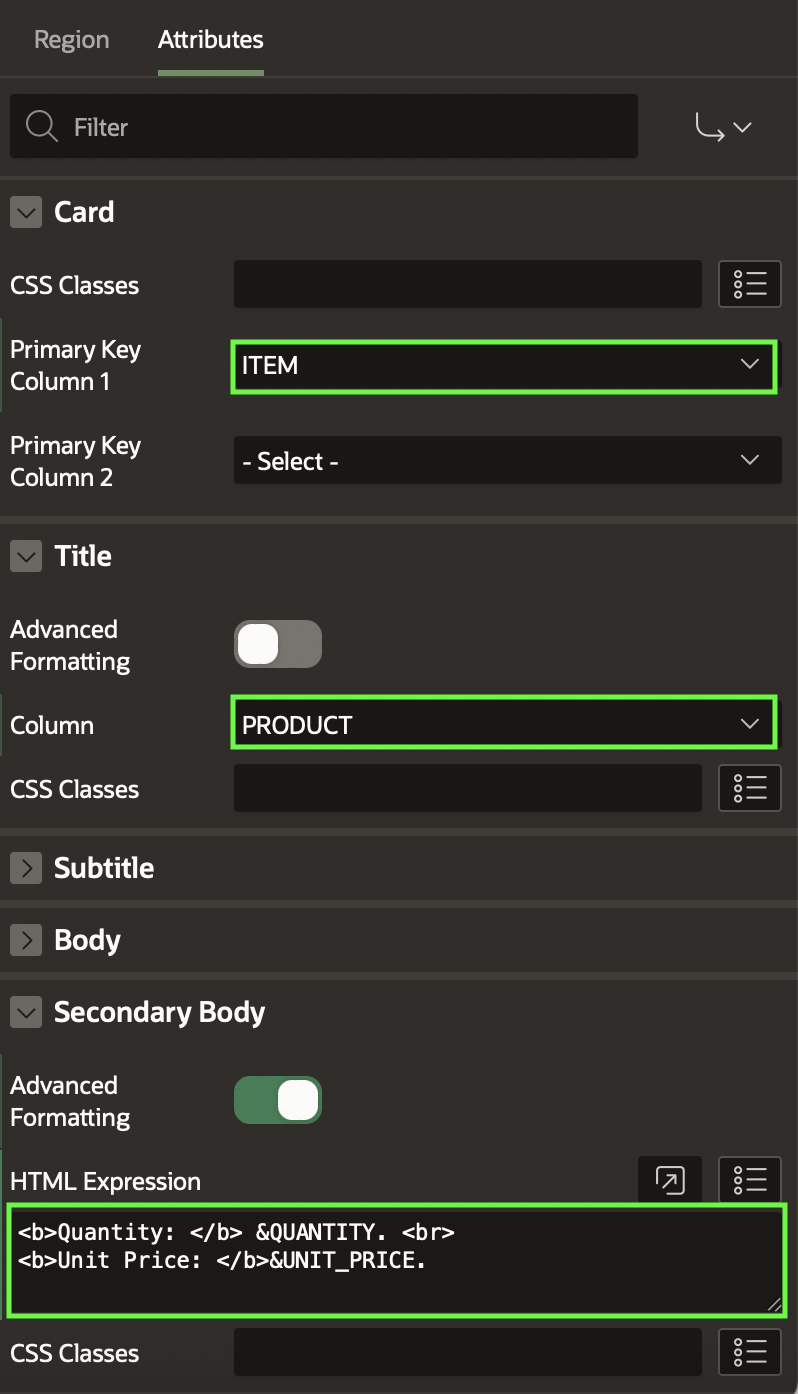 Region Attributes
Filter
Card
CSS Classes
Primary Key
Column 1
ITEM
Primary Key
Column 2
- Select -
Title
Advanced
Formatting
Column
PRODUCT
CSS Classes
Subtitle
Body
Secondary Body
Advanced
Formatting
HTML Expression
<b>Quantity: </b> &QUANTITY. <br>
<b>Unit Price: </b>&UNIT_PRICE.
CSS Classes